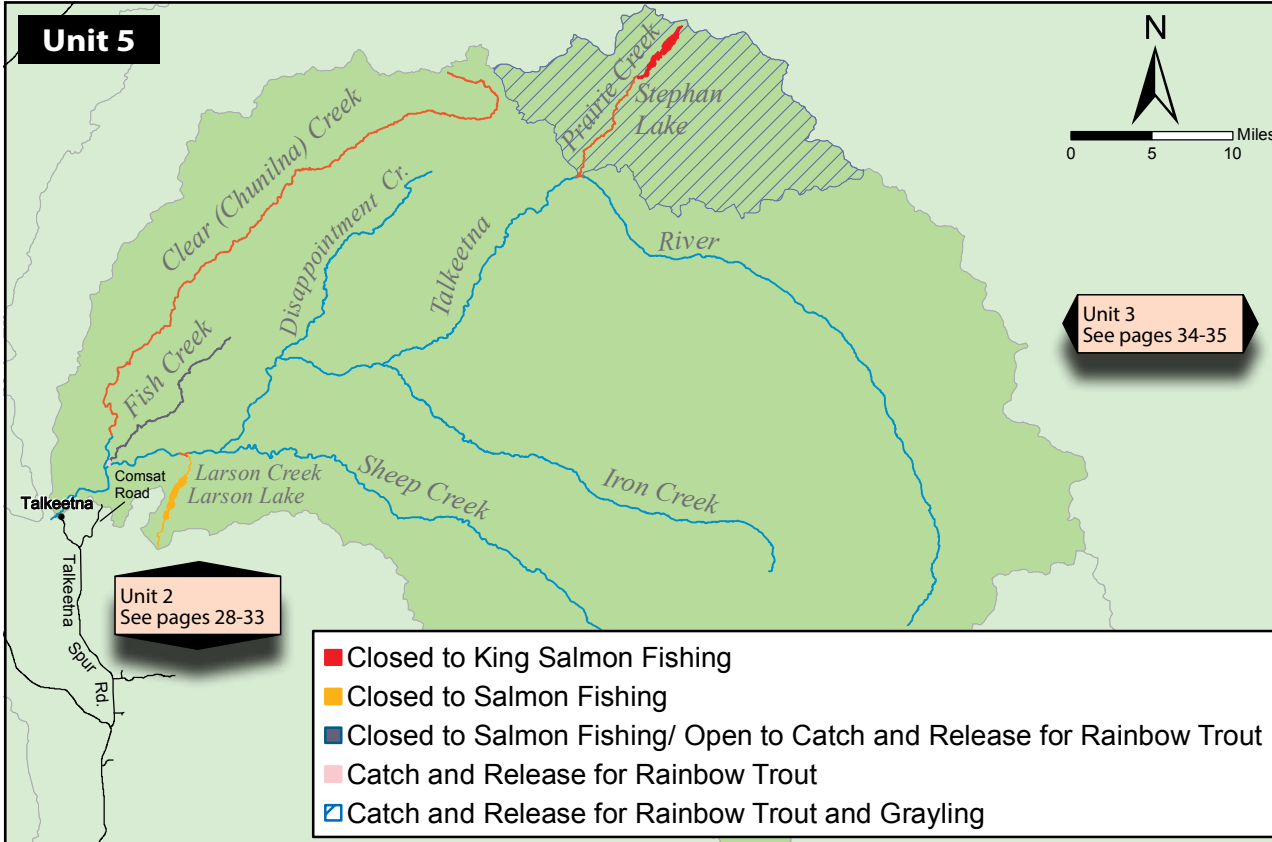 Unit 5
N
Miles
0 5 10
Prairie Creek
Stephan
Lake
Clear (Chunilna) Creek
Disappointment Cr.
Talkeetna
River
Fish Creek
Unit 3
See pages 34-35
Larson Creek
Larson Lake
Sheep Creek
Iron Creek
Comsat
Road
Talkeetna
Talkeetna Spur Rd.
Unit 2
See pages 28-33
Closed to King Salmon Fishing
Closed to Salmon Fishing
Closed to Salmon Fishing/ Open to Catch and Release for Rainbow Trout
Catch and Release for Rainbow Trout
Catch and Release for Rainbow Trout and Grayling